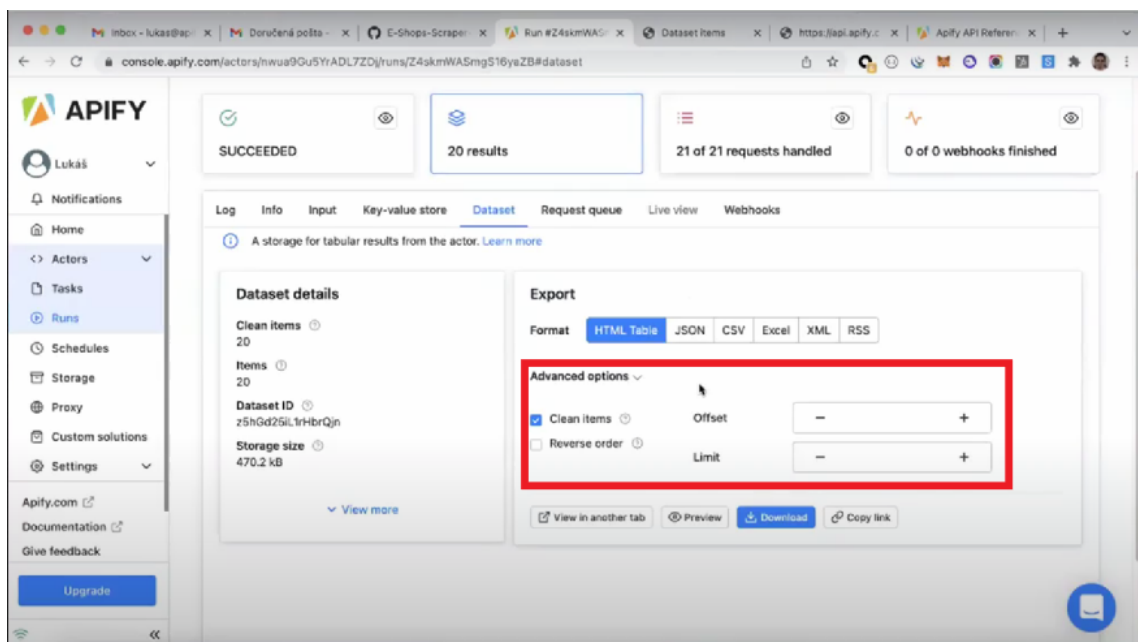 Inbox - lukas@api
Doručená pošta -
E-Shops-Scraper
Run #Z4skmWASm
Dataset items
https://api.apify.c
Apify API Referen
console.apify.com/actors/nwua9Gu5YrADL7ZDj/runs/Z4skmWASmgS16yeZB#dataset
APIFY
Lukáš
Notifications
Home
Actors
Tasks
Runs
Schedules
Storage
Proxy
Custom solutions
Settings
Apify.com
Documentation
Give feedback
Upgrade
SUCCEEDED
20 results
21 of 21 requests handled
0 of 0 webhooks finished
Log Info Input Key-value store Dataset Request queue Live view Webhooks
A storage for tabular results from the actor. Learn more
Dataset details
Clean items
20
Items
20
Dataset ID
z5hGd25iL1rHbrQjn
Storage size
470.2 kB
View more
Export
Format HTML Table JSON CSV Excel XML RSS
Advanced options
Clean items Offset - +
Reverse order
Limit - +
View in another tab Preview Download Copy link